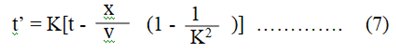 t’ = K[t - x/v (1 - 1/K²)] …………. (7)